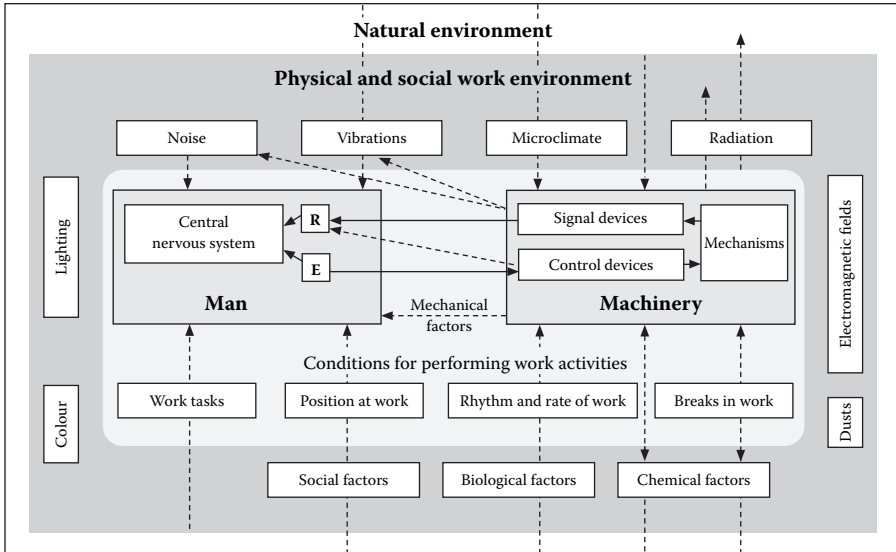 Natural environment
Physical and social work environment
Noise
Vibrations
Microclimate
Radiation
Lighting
Electromagnetic fields
Central
nervous system
R
E
Signal devices
Control devices
Mechanisms
Man
Machinery
Mechanical
factors
Conditions for performing work activities
Work tasks
Position at work
Rhythm and rate of work
Breaks in work
Colour
Dusts
Social factors
Biological factors
Chemical factors